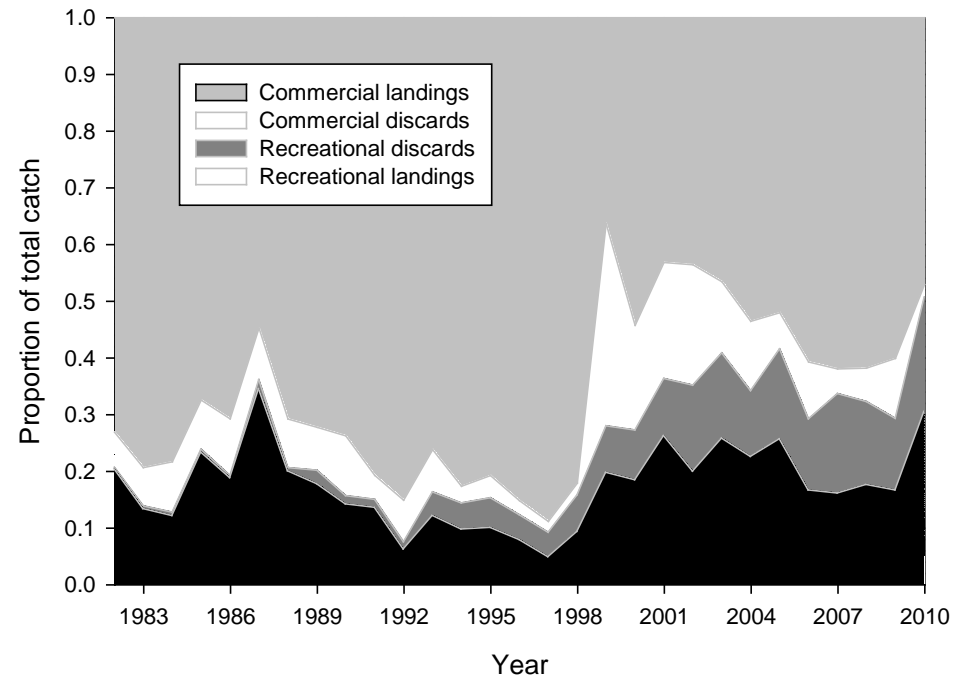 1.0
0.9
0.8
0.7
0.6
0.5
0.4
0.3
0.2
0.1
0.0
Proportion of total catch
Commercial landings
Commercial discards
Recreational discards
Recreational landings
1983 1986 1989 1992 1995 1998 2001 2004 2007 2010
Year